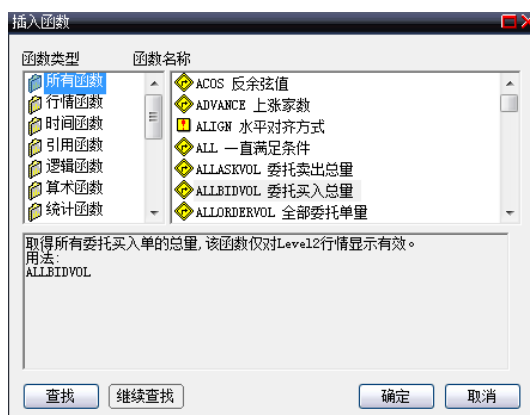 插入函数
函数类型
函数名称
所有函数
行情函数
时间函数
引用函数
逻辑函数
算术函数
统计函数
ACOS 反余弦值
ADVANCE 上涨家数
ALIGN 水平对齐方式
ALL 一直满足条件
ALLASKVOL 委托卖出总量
ALLBIDVOL 委托买入总量
ALLORDERVOL 全部委托单量
取得所有委托买入单的总量,该函数仅对Level2行情显示有效。
用法:
ALLBIDVOL
查找
继续查找
确定
取消